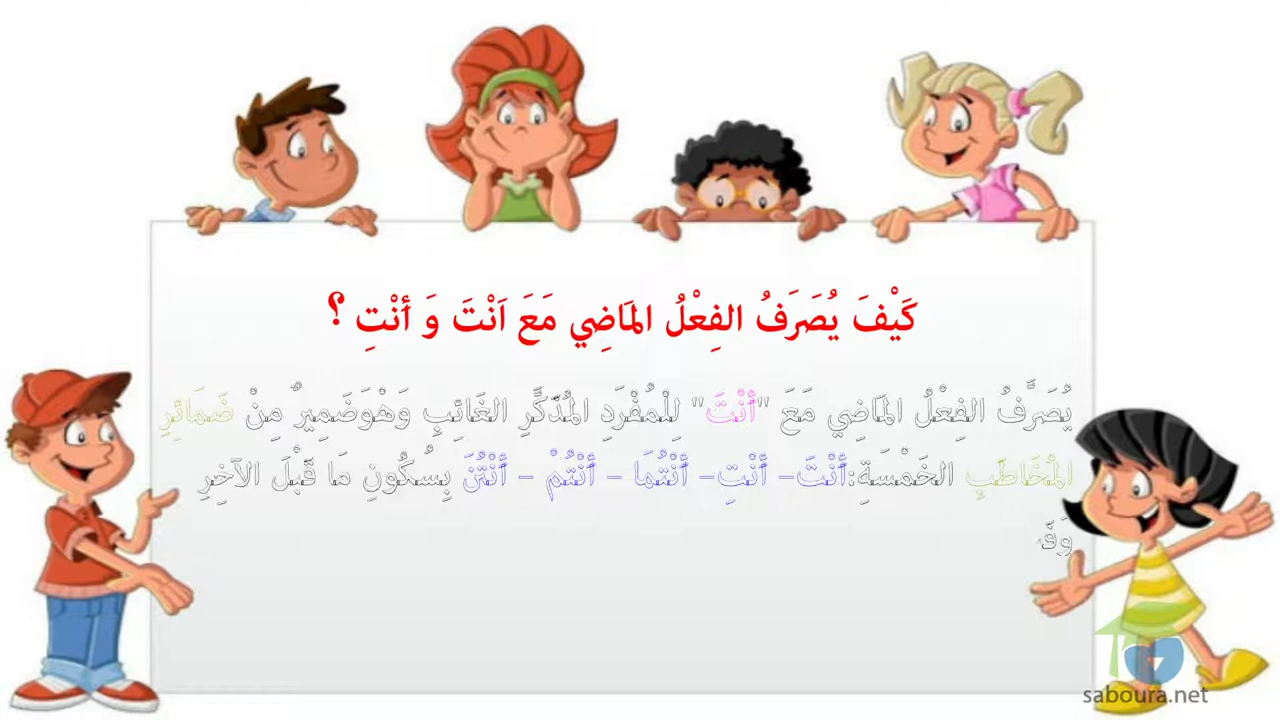 كَيْفَ يُصَرَفُ الفِعْلُ المَاضِي مَعَ اَنْتَ وَ أَنْتِ ؟
يُصَرَّفُ الفِعْلُ المَاضِي مَعَ "أَنْتَ" لِلْمُفْرَدِ المُذَكَّرِ الغَائِبِ وَهْوَضَمِيرٌ مِنْ ضَمَائِرِ
المُخَاطَبِ الخَمْسَةِ:أَنْتَ– أَنْتِ– أَنْتُمَا – أَنْتُمْ – أَنْتُنَ بِسُكُونِ مَا قَبْلَ الآخِرِ
saboura.net